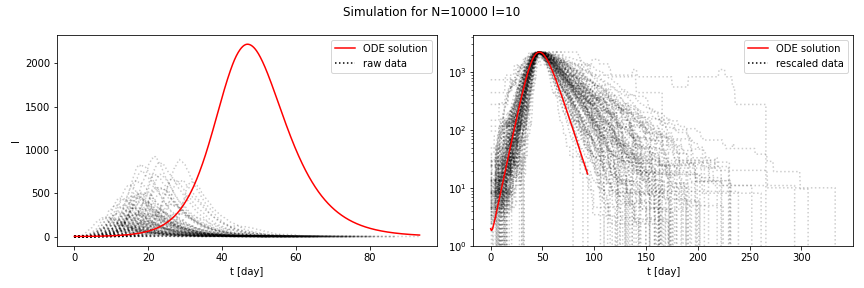 Simulation for N=10000 l=10
2000
1500
1000
500
0
I
0
20
40
60
80
t [day]
ODE solution
raw data
10³
10²
10¹
10⁰
0
50
100
150
200
250
300
t [day]
ODE solution
rescaled data